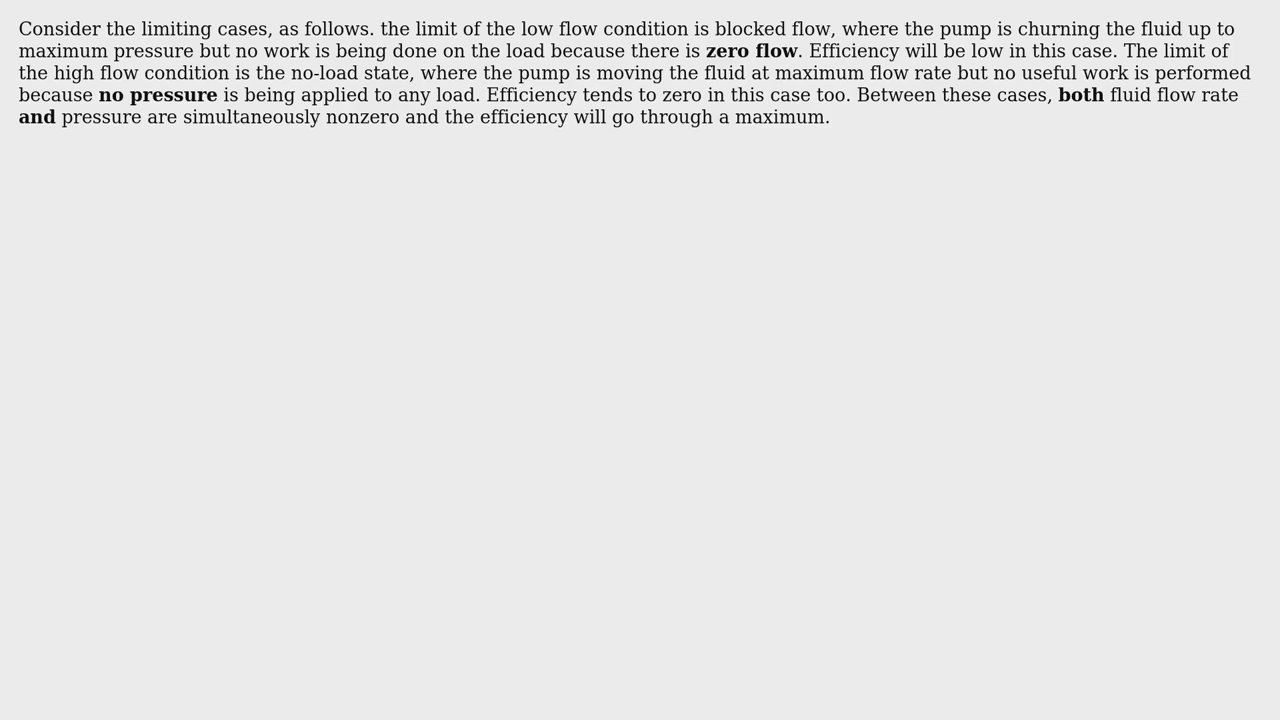 Consider the limiting cases, as follows. the limit of the low flow condition is blocked flow, where the pump is churning the fluid up to
maximum pressure but no work is being done on the load because there is zero flow. Efficiency will be low in this case. The limit of
the high flow condition is the no-load state, where the pump is moving the fluid at maximum flow rate but no useful work is performed
because no pressure is being applied to any load. Efficiency tends to zero in this case too. Between these cases, both fluid flow rate
and pressure are simultaneously nonzero and the efficiency will go through a maximum.